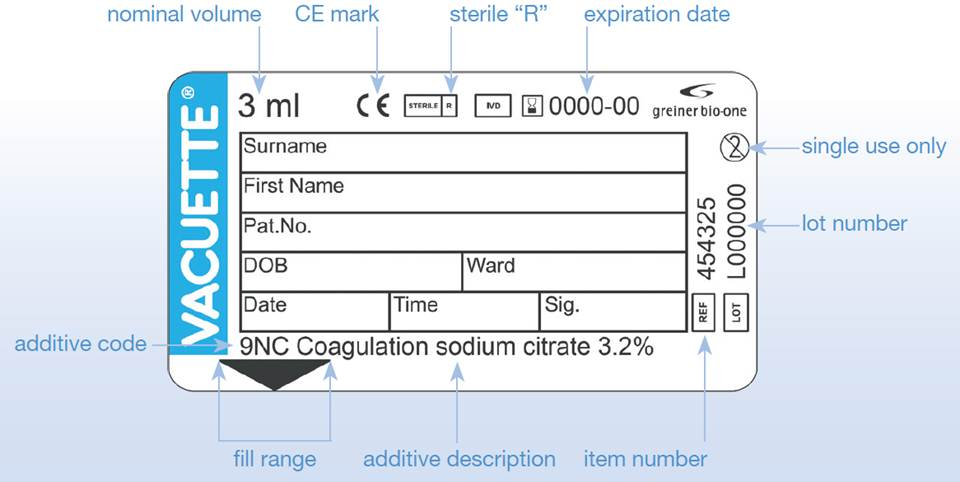 nominal volume CE mark sterile “R” expiration date
3 ml CE STERILE R IVD 0000-00 greiner bio-one
VACUETTE®
Surname
2 single use only
First Name
Pat.No.
454325 L000000 lot number
DOB Ward
Date Time Sig.
REF LOT
additive code 9NC Coagulation sodium citrate 3.2%
fill range additive description item number